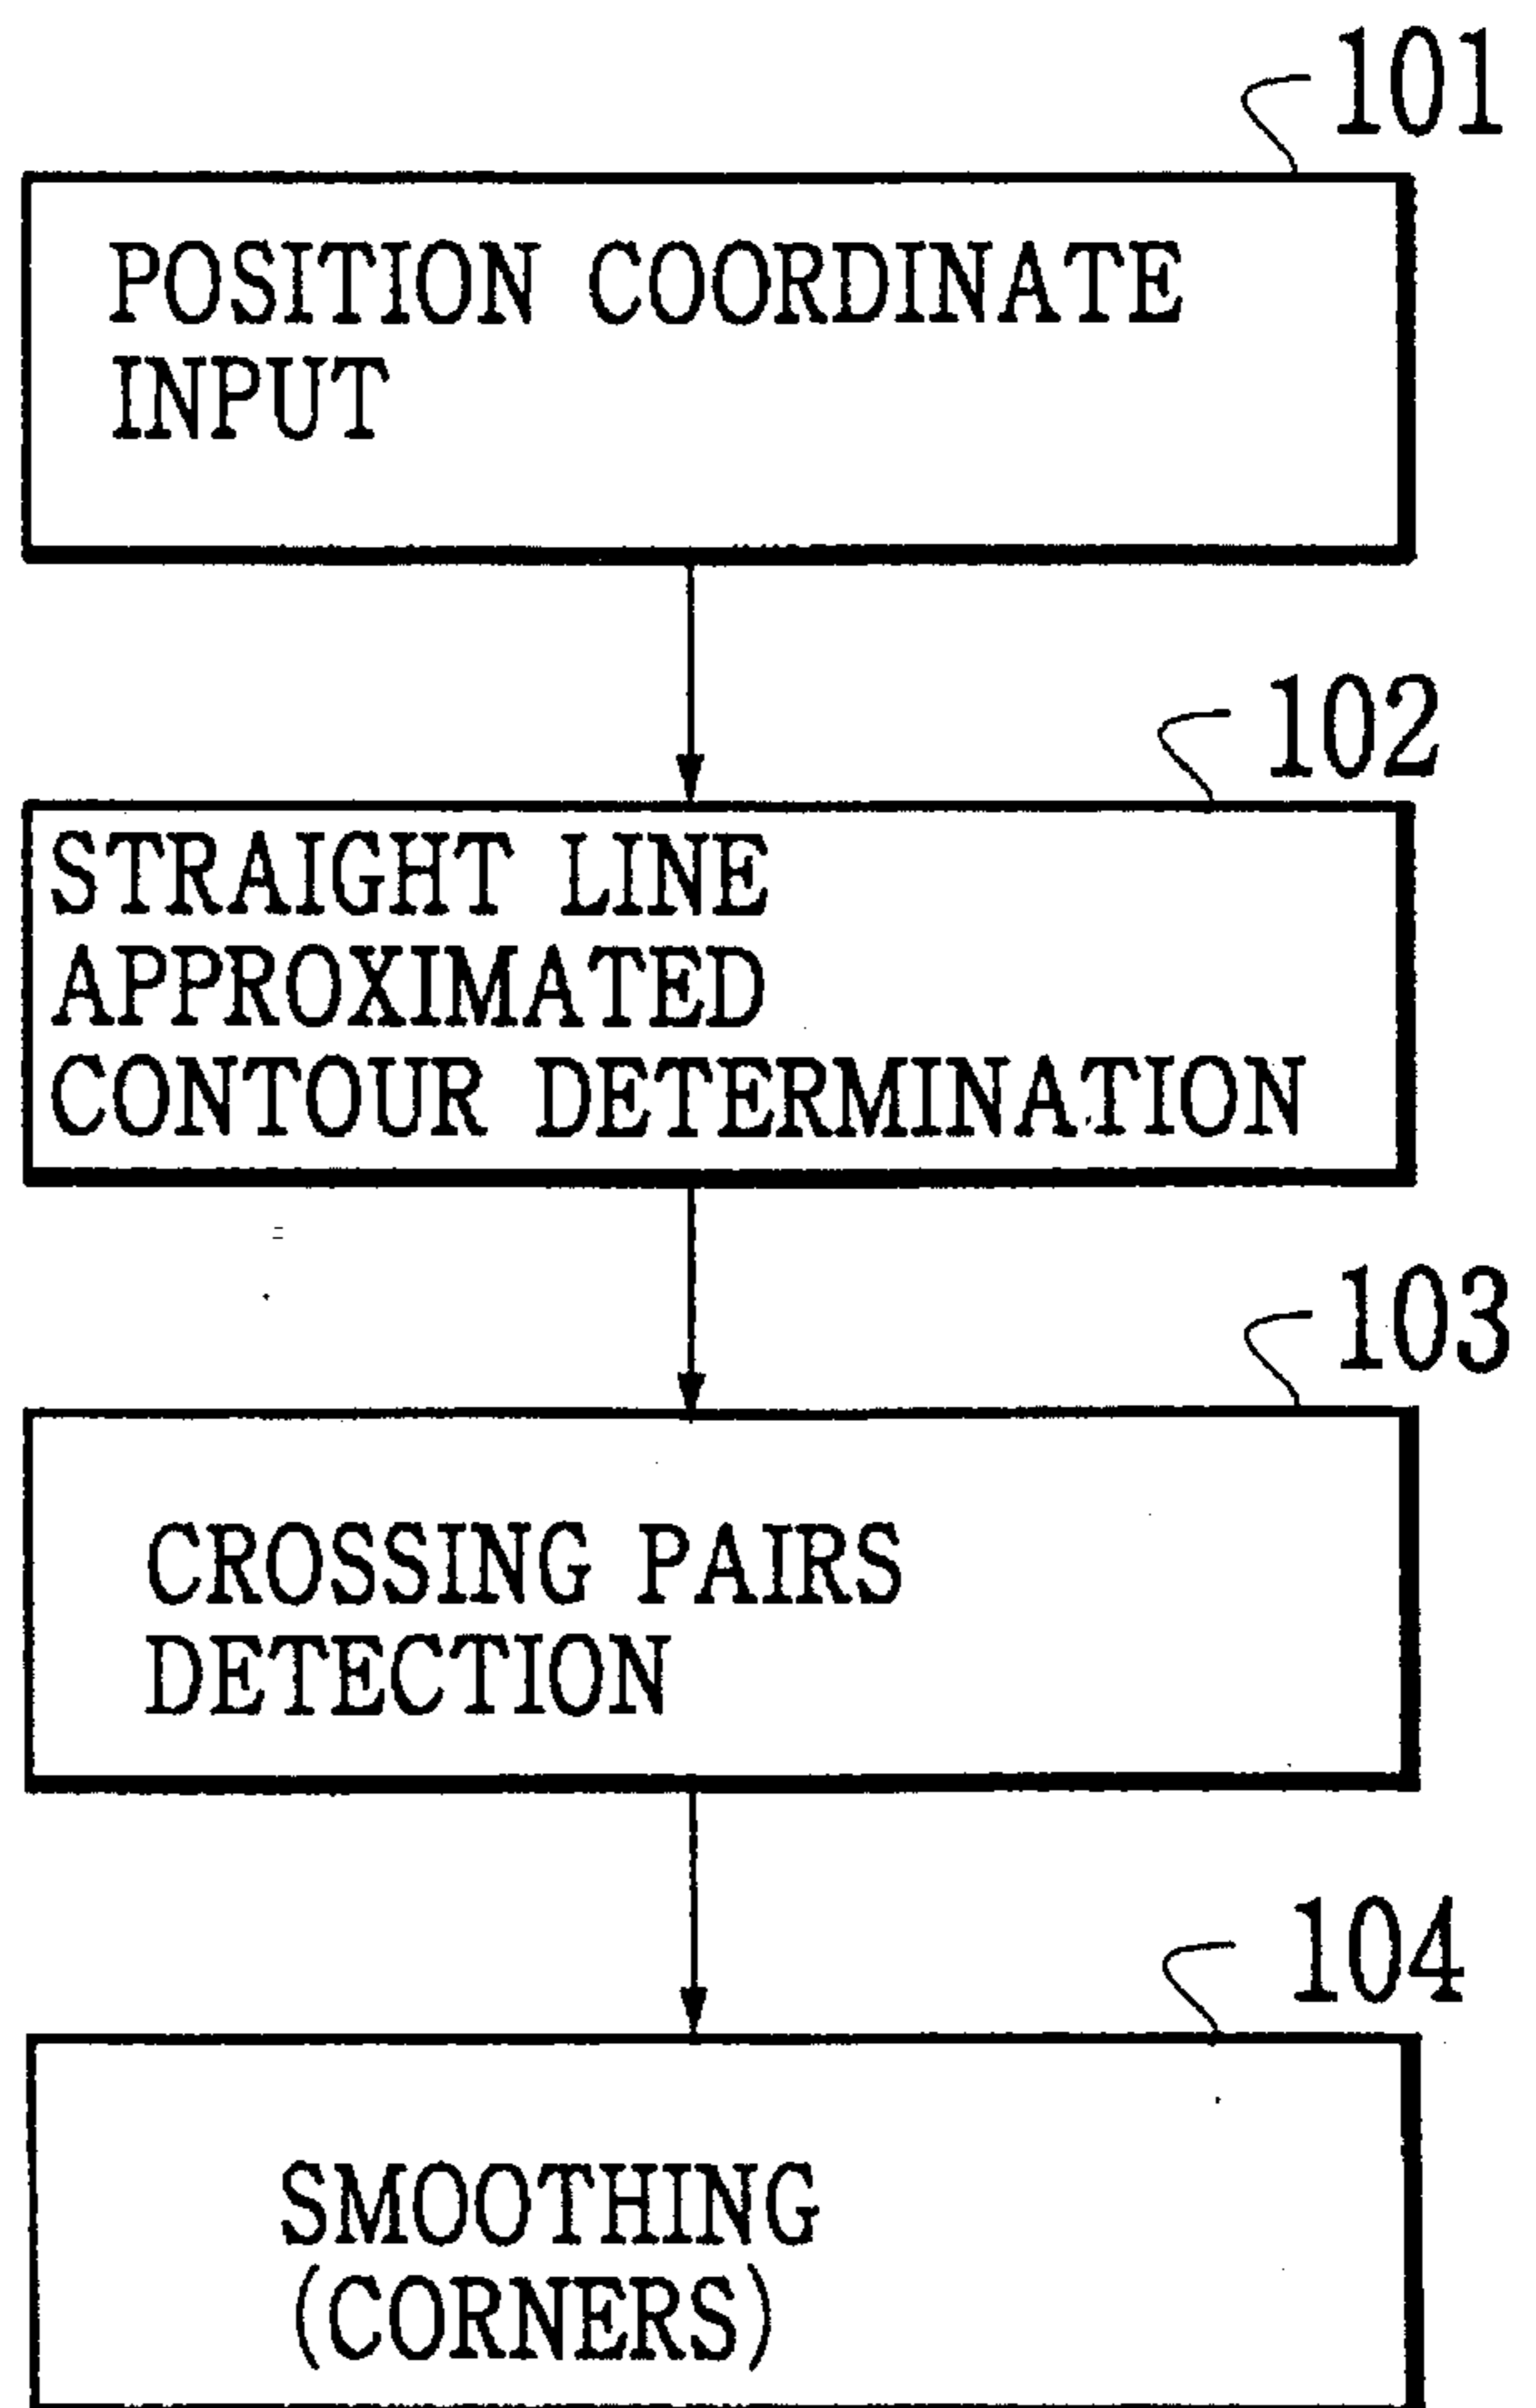 101
POSITION COORDINATE
INPUT
102
STRAIGHT LINE
APPROXIMATED
CONTOUR DETERMINATION
103
CROSSING PAIRS
DETECTION
104
SMOOTHING
(CORNERS)